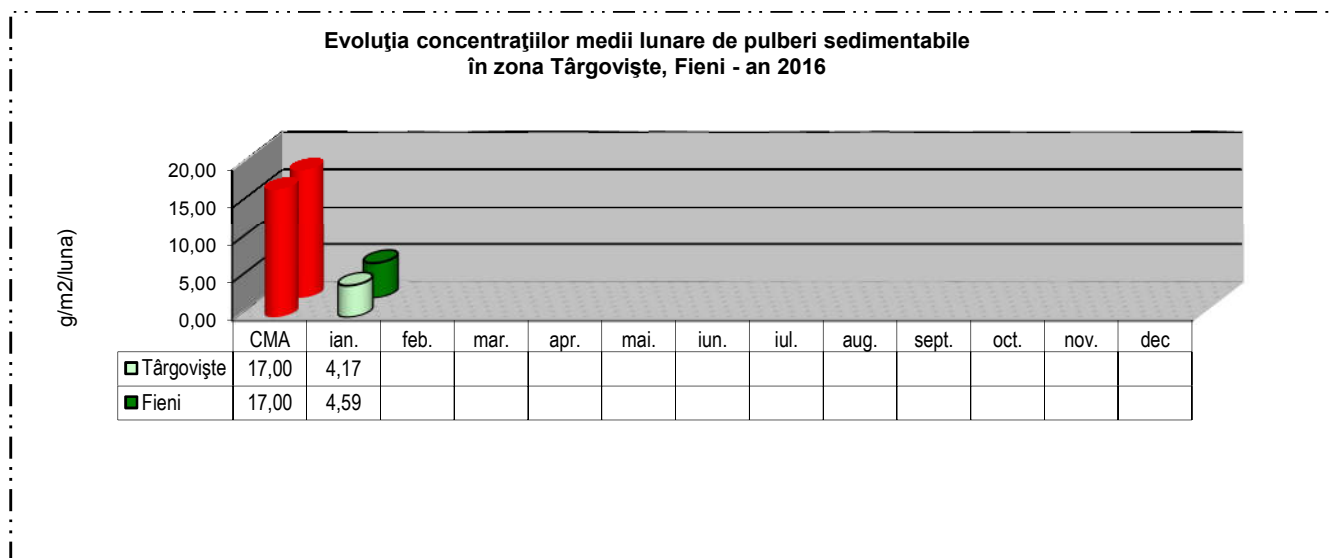 Evoluţia concentraţiilor medii lunare de pulberi sedimentabile
în zona Târgovişte, Fieni - an 2016
g/m2/luna)
20,00
15,00
10,00
5,00
0,00
CMA ian. feb. mar. apr. mai. iun. iul. aug. sept. oct. nov. dec
Târgovişte 17,00 4,17
Fieni 17,00 4,59